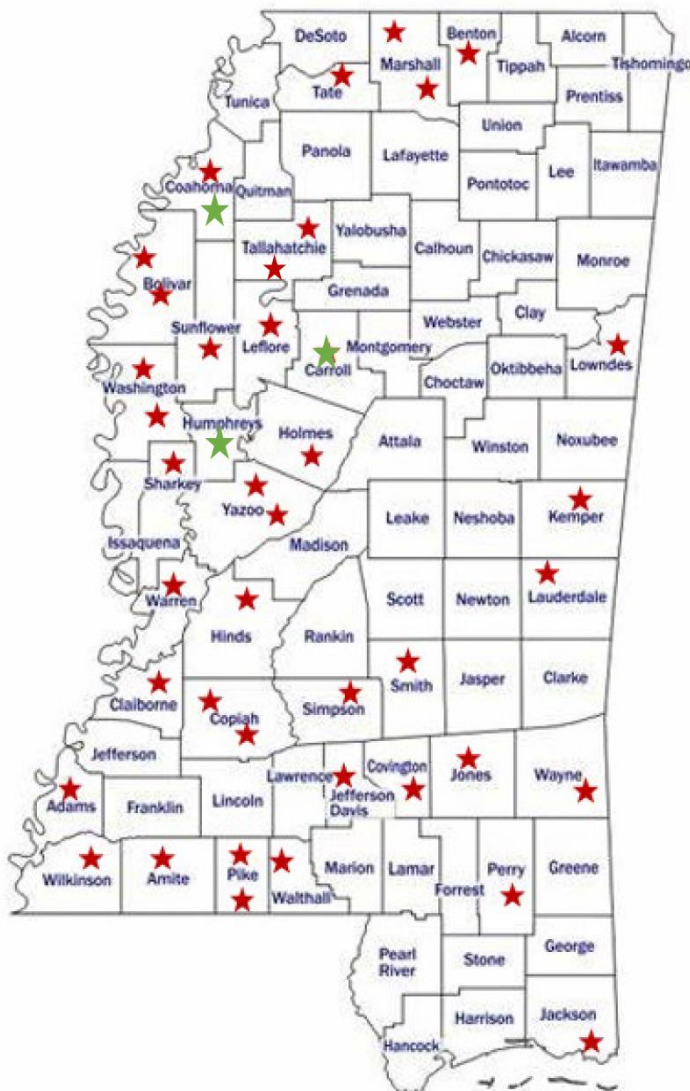 DeSoto
Marshall
Benton
Alcorn
Tippah
Tishomingo
Tate
Prentiss
Tunica
Union
Panola
Lafayette
Pontotoc
Lee
Itawamba
Coahoma
Quitman
Tallahatchie
Yalobusha
Calhoun
Chickasaw
Monroe
Bolivar
Grenada
Sunflower
Leflore
Carroll
Montgomery
Webster
Clay
Washington
Choctaw
Oktibbeha
Lowndes
Humphreys
Holmes
Attala
Winston
Noxubee
Sharkey
Yazoo
Leake
Neshoba
Kemper
Issaquena
Madison
Warren
Hinds
Rankin
Scott
Newton
Lauderdale
Claiborne
Copiah
Simpson
Smith
Jasper
Clarke
Jefferson
Lawrence
Covington
Jones
Wayne
Adams
Franklin
Lincoln
Jefferson
Davis
Wilkinson
Amite
Pike
Walthall
Marion
Lamar
Forrest
Perry
Greene
Pearl
River
Stone
George
Hancock
Harrison
Jackson